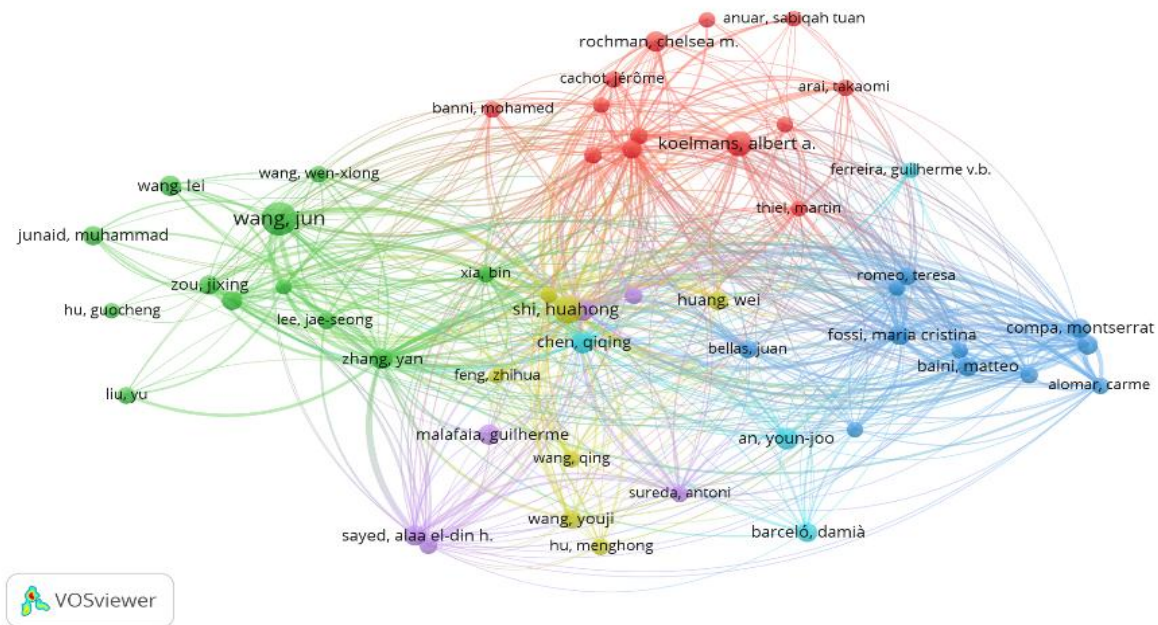 anuar, sabiqah tuan
rochman, chelsea m.
cachot, jérôme
arai, takaomi
banni, mohamed
koelmans, albert a.
wang, wen-xiong
ferreira, guilherme v.b.
wang, lei
thiel, martin
wang, jun
junaid, muhammad
xia, bin
romeo, teresa
zou, jixing
huang, wei
hu, guocheng
shi, huahong
lee, jae-seong
fossi, maria cristina
compa, montserrat
chen, qiqing
bellas, juan
zhang, yan
baini, matteo
feng, zhihua
alomar, carme
liu, yu
malafaia, guilherme
an, youn-joo
wang, qing
sureda, antoni
wang, youji
barceló, damià
sayed, alaa el-din h.
hu, menghong
VOSviewer